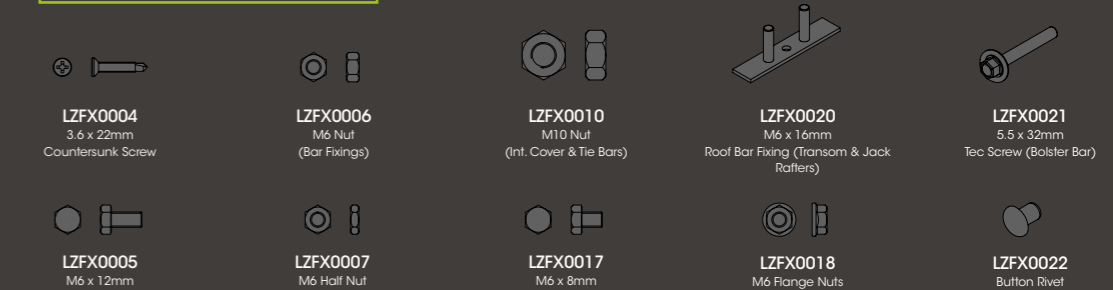 LZFX0004
3.6 x 22mm
Countersunk Screw
LZFX0006
M6 Nut
(Bar Fixings)
LZFX0010
M10 Nut
(Int. Cover & Tie Bars)
LZFX0020
M6 x 16mm
Roof Bar Fixing (Transom & Jack
Rafters)
LZFX0021
5.5 x 32mm
Tec Screw (Bolster Bar)
LZFX0005
M6 x 12mm
LZFX0007
M6 Half Nut
LZFX0017
M6 x 8mm
LZFX0018
M6 Flange Nuts
LZFX0022
Button Rivet